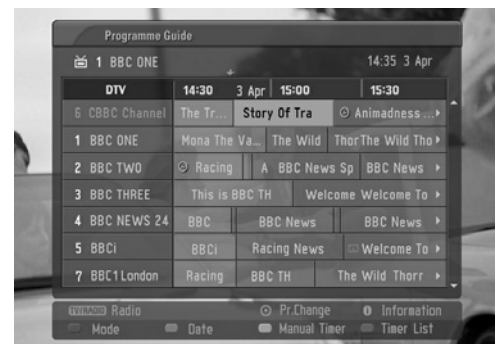 Programme Guide
1 BBC ONE 14:35 3 Apr
DTV 14:30 3 Apr 15:00 15:30
6 CBBC Channel The Tr... Story Of Tra Animadness ...
1 BBC ONE Mona The Va... The Wild ThorThe Wild Tho
2 BBC TWO Racing A BBC News Sp BBC News
3 BBC THREE This is BBC TH Welcome Welcome To
4 BBC NEWS 24 BBC BBC News BBC News
5 BBCi BBCi Racing News Welcome To
7 BBC1 London Racing BBC TH The Wild Thorr
TV/RADIO Radio Pr.Change Information
Mode Date Manual Timer Timer List